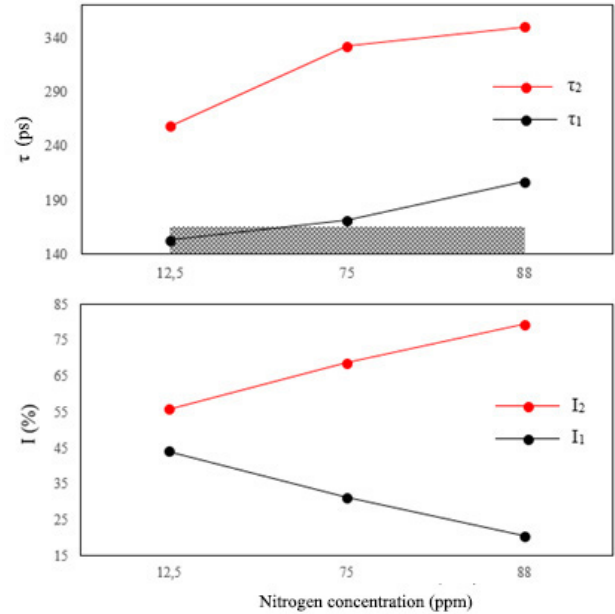 340
290
240
190
140
τ (ps)
τ₂
τ₁
12,5 75 88
85
75
65
55
45
35
25
15
I (%)
I₂
I₁
12,5 75 88
Nitrogen concentration (ppm)